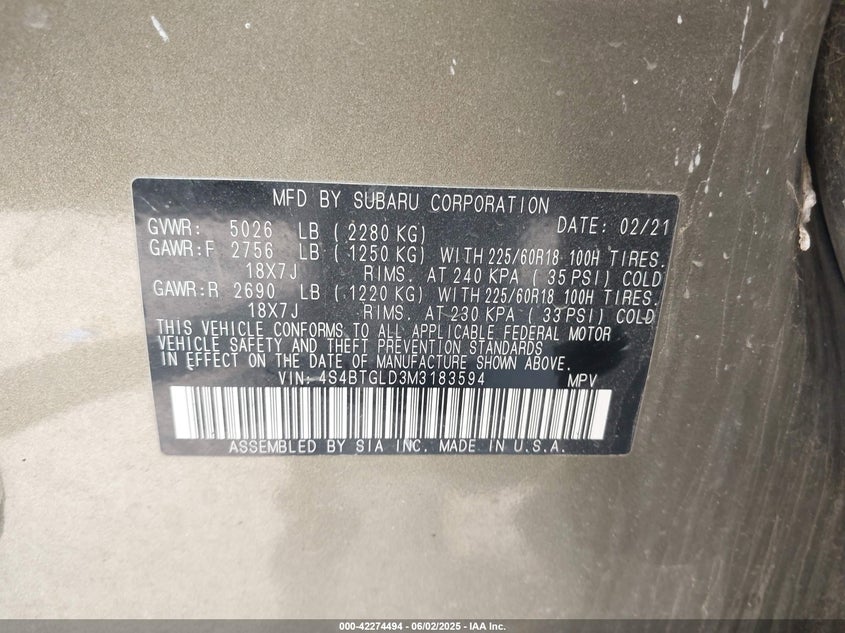 MFD BY SUBARU CORPORATION
GVWR: 5026 LB ( 2280 KG) DATE: 02/21
GAWR:F 2756 LB ( 1250 KG) WITH 225/60R18 100H TIRES.
18X7J RIMS. AT 240 KPA ( 35 PSI) COLD
GAWR:R 2690 LB ( 1220 KG) WITH 225/60R18 100H TIRES.
18X7J RIMS. AT 230 KPA ( 33 PSI) COLD
THIS VEHICLE CONFORMS TO ALL APPLICABLE FEDERAL MOTOR
VEHICLE SAFETY AND THEFT PREVENTION STANDARDS
IN EFFECT ON THE DATE OF MANUFACTURE SHOWN ABOVE.
VIN: 4S4BTGLD3M3183594 MPV
ASSEMBLED BY SIA INC. MADE IN U.S.A.
000-42274494 - 06/02/2025 - IAA Inc.